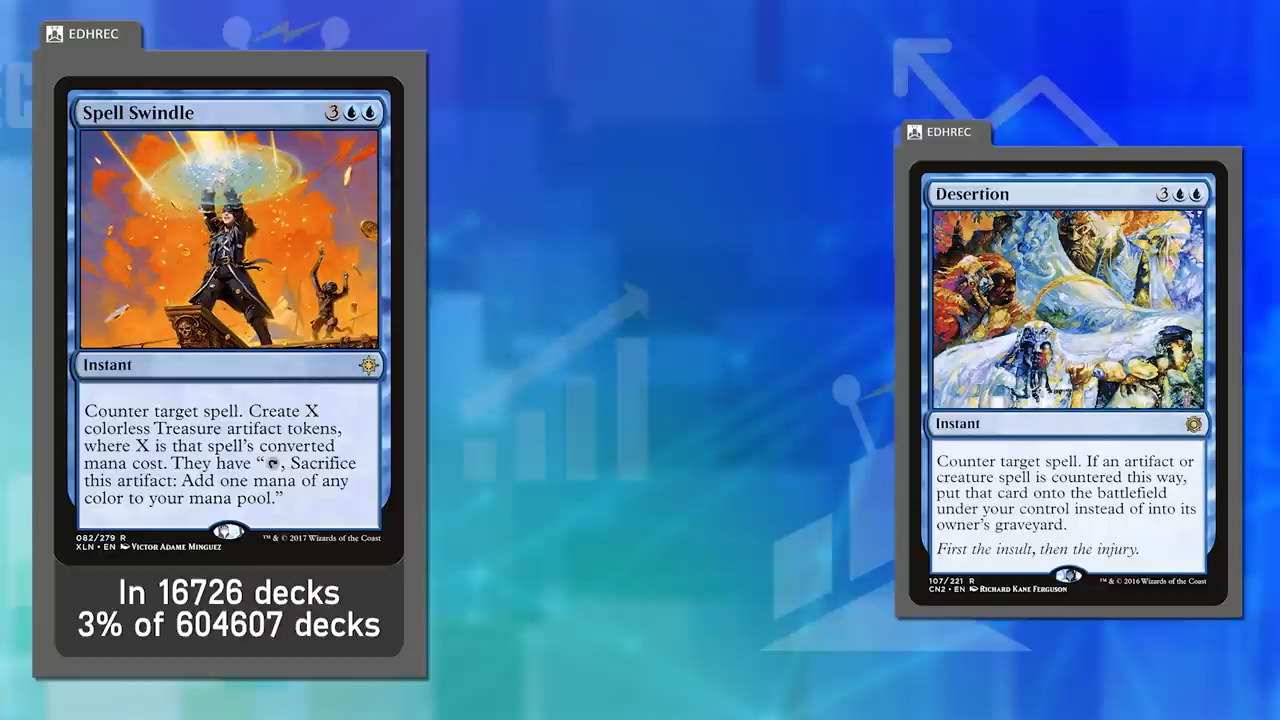 EDHREC
Spell Swindle 3
Instant
Counter target spell. Create X
colorless Treasure artifact tokens,
where X is that spell's converted
mana cost. They have “, Sacrifice
this artifact: Add one mana of any
color to your mana pool.”
082/279 R
XLN • EN Victor Adame Minguez
™ & © 2017 Wizards of the Coast
In 16726 decks
3% of 604607 decks
EDHREC
Desertion 3
Instant
Counter target spell. If an artifact or
creature spell is countered this way,
put that card onto the battlefield
under your control instead of into its
owner's graveyard.
First the insult, then the injury.
107/221 R
CN2 • EN Richard Kane Ferguson
™ & © 2016 Wizards of the Coast